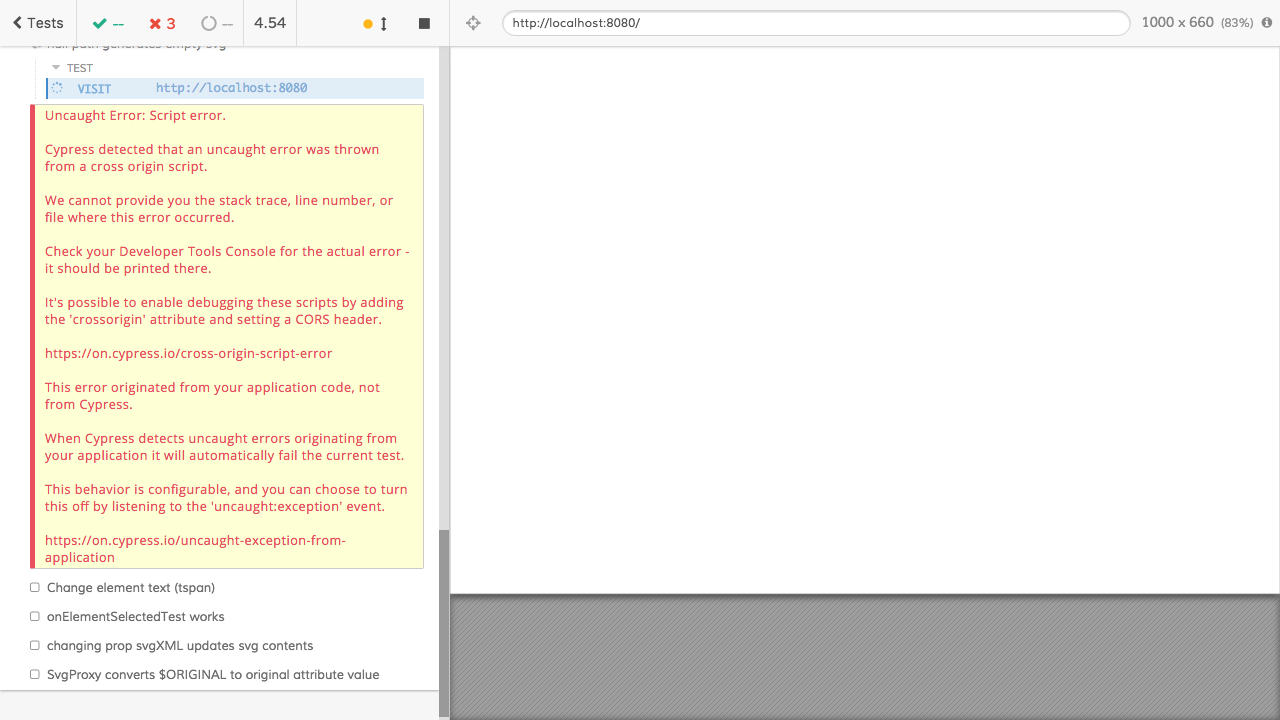 Tests
--
3
--
4.54
http://localhost:8080/
1000 x 660 (83%)
null path generates empty svg
TEST
VISIT http://localhost:8080
Uncaught Error: Script error.
Cypress detected that an uncaught error was thrown
from a cross origin script.
We cannot provide you the stack trace, line number, or
file where this error occurred.
Check your Developer Tools Console for the actual error -
it should be printed there.
It's possible to enable debugging these scripts by adding
the 'crossorigin' attribute and setting a CORS header.
https://on.cypress.io/cross-origin-script-error
This error originated from your application code, not
from Cypress.
When Cypress detects uncaught errors originating from
your application it will automatically fail the current test.
This behavior is configurable, and you can choose to turn
this off by listening to the 'uncaught:exception' event.
https://on.cypress.io/uncaught-exception-from-
application
Change element text (tspan)
onElementSelectedTest works
changing prop svgXML updates svg contents
SvgProxy converts $ORIGINAL to original attribute value